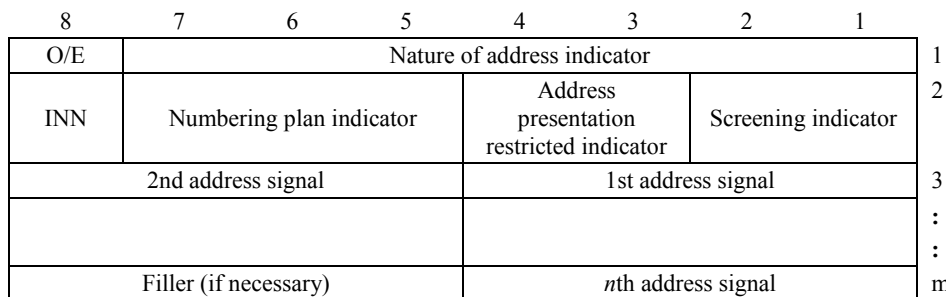 8 7 6 5 4 3 2 1
O/E Nature of address indicator 1
INN Numbering plan indicator Address presentation restricted indicator Screening indicator 2
2nd address signal 1st address signal 3
:
:
Filler (if necessary) nth address signal m